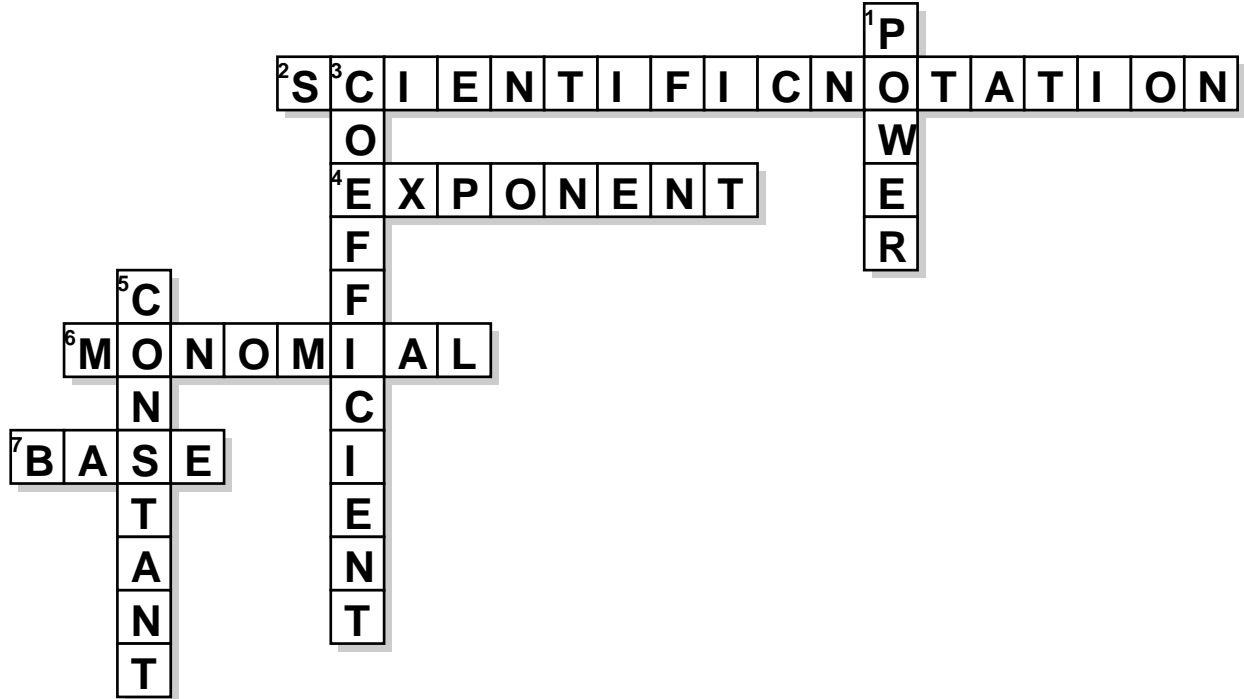 1P
2S 3C I E N T I F I C N O T A T I O N
O W
4E X P O N E N T E
F R
5C F
6M O N O M I A L
N C
7B A S E I
T E
A N
N T
T